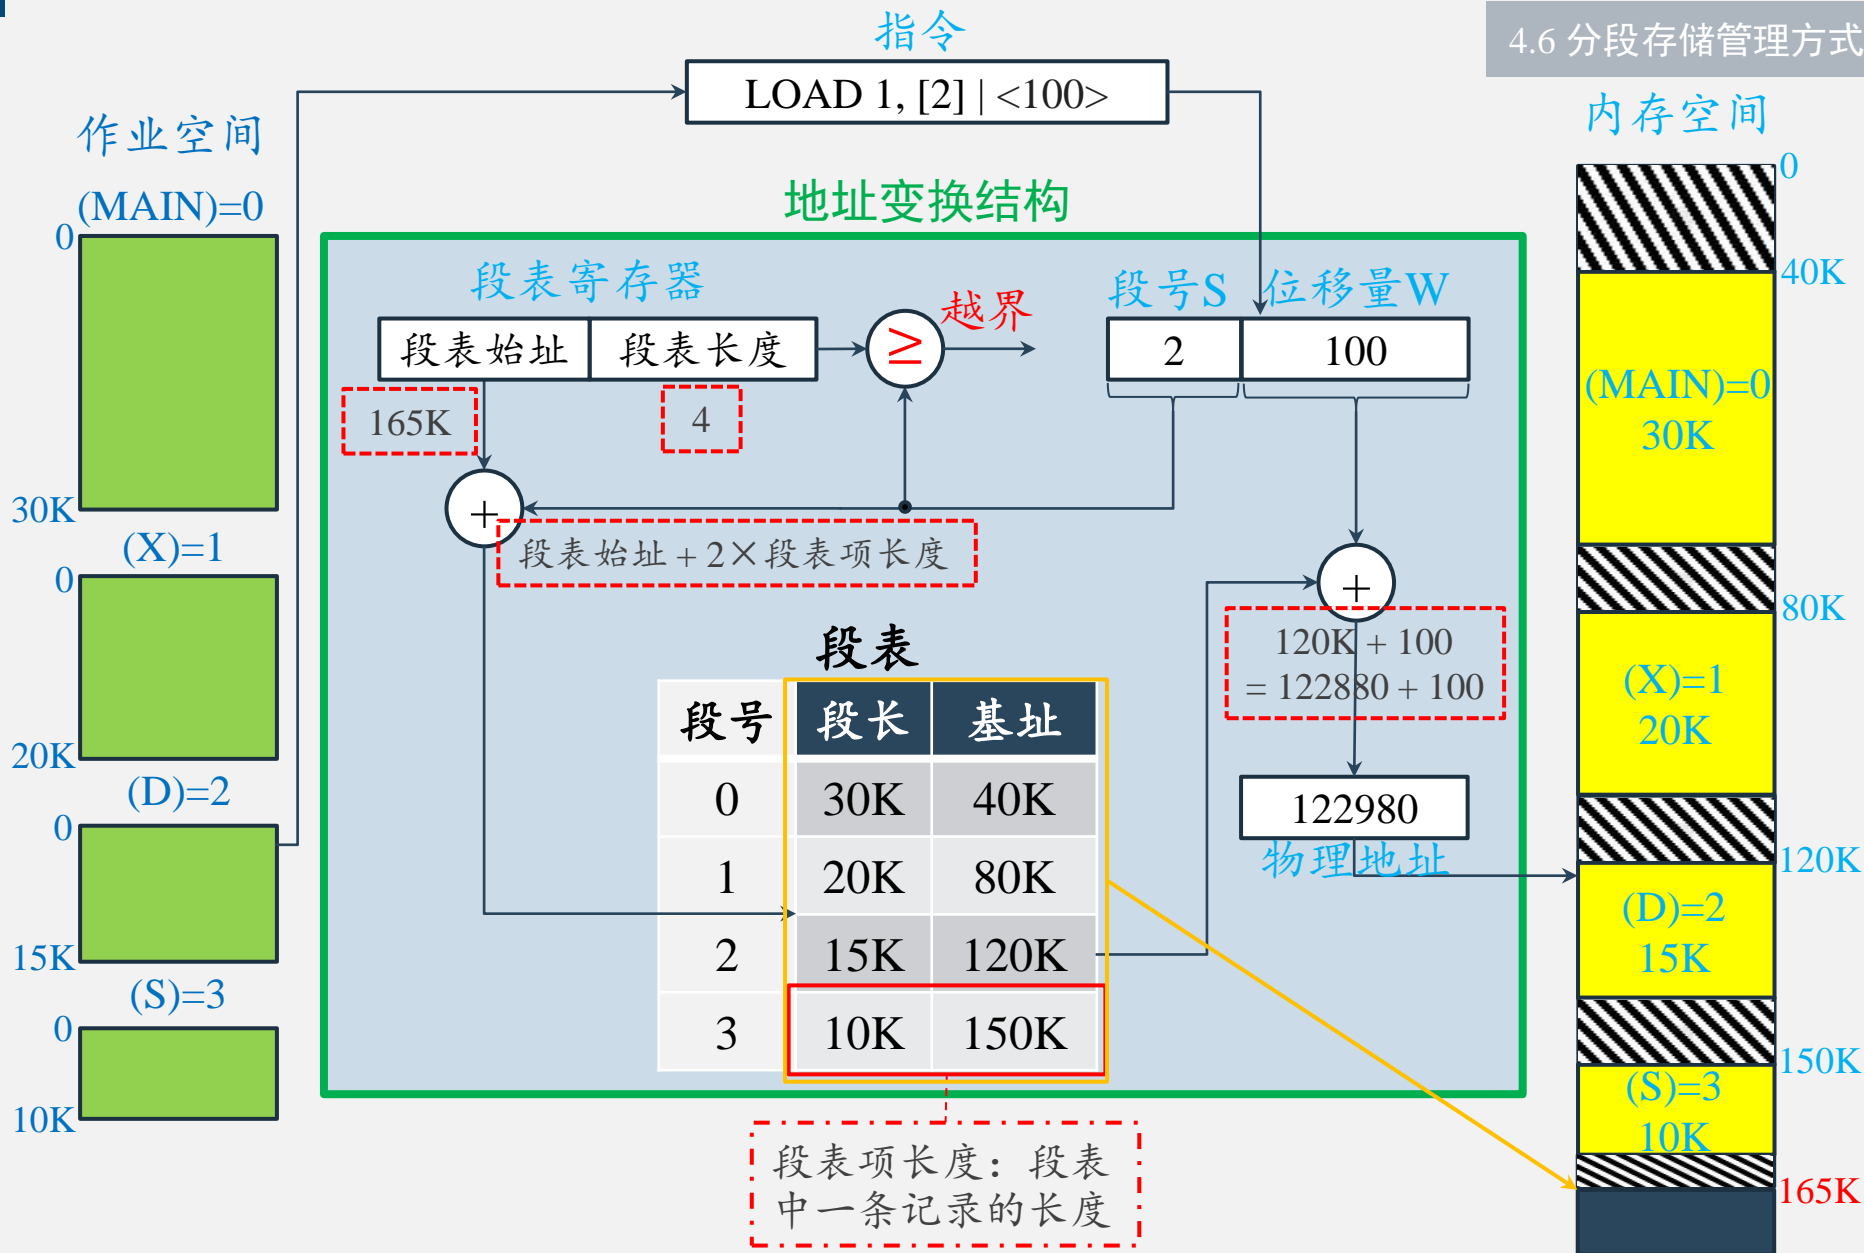 4.6 分段存储管理方式
指令
LOAD 1, [2] | <100>
作业空间
(MAIN)=0
0
30K
(X)=1
0
20K
(D)=2
0
15K
(S)=3
0
10K
地址变换结构
段表寄存器
段表始址
段表长度
165K
4
≥
越界
段号S
位移量W
2
100
+
段表始址 + 2×段表项长度
+
120K + 100
= 122880 + 100
122980
物理地址
段表
段号 段长 基址
0 30K 40K
1 20K 80K
2 15K 120K
3 10K 150K
段表项长度：段表
中一条记录的长度
内存空间
0
40K
(MAIN)=0
30K
80K
(X)=1
20K
120K
(D)=2
15K
150K
(S)=3
10K
165K